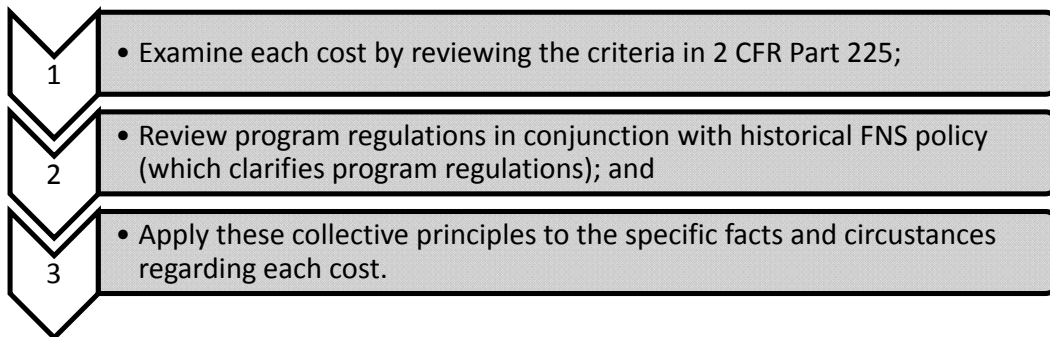 1
• Examine each cost by reviewing the criteria in 2 CFR Part 225;
2
• Review program regulations in conjunction with historical FNS policy
(which clarifies program regulations); and
3
• Apply these collective principles to the specific facts and circustances
regarding each cost.